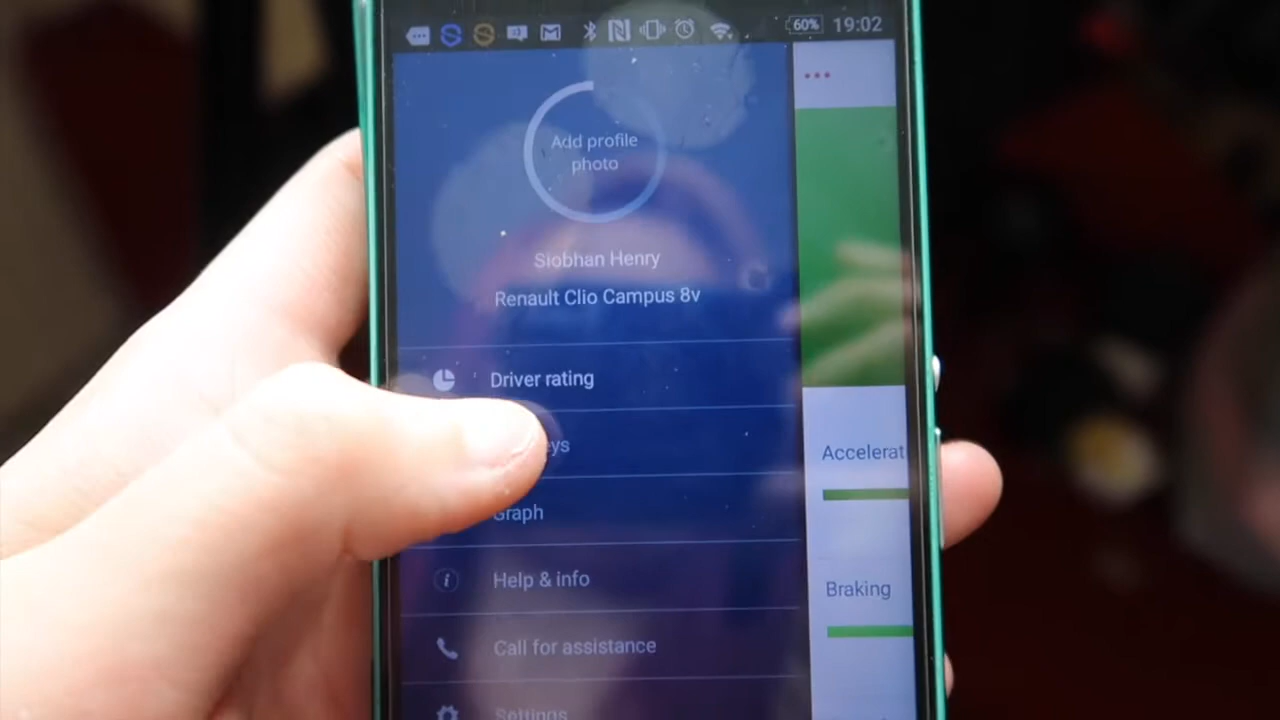 60% 19:02
Add profile
photo
Siobhan Henry
Renault Clio Campus 8v
Driver rating
eys
Graph
Accelerat
Help & info
Braking
Call for assistance
Settings